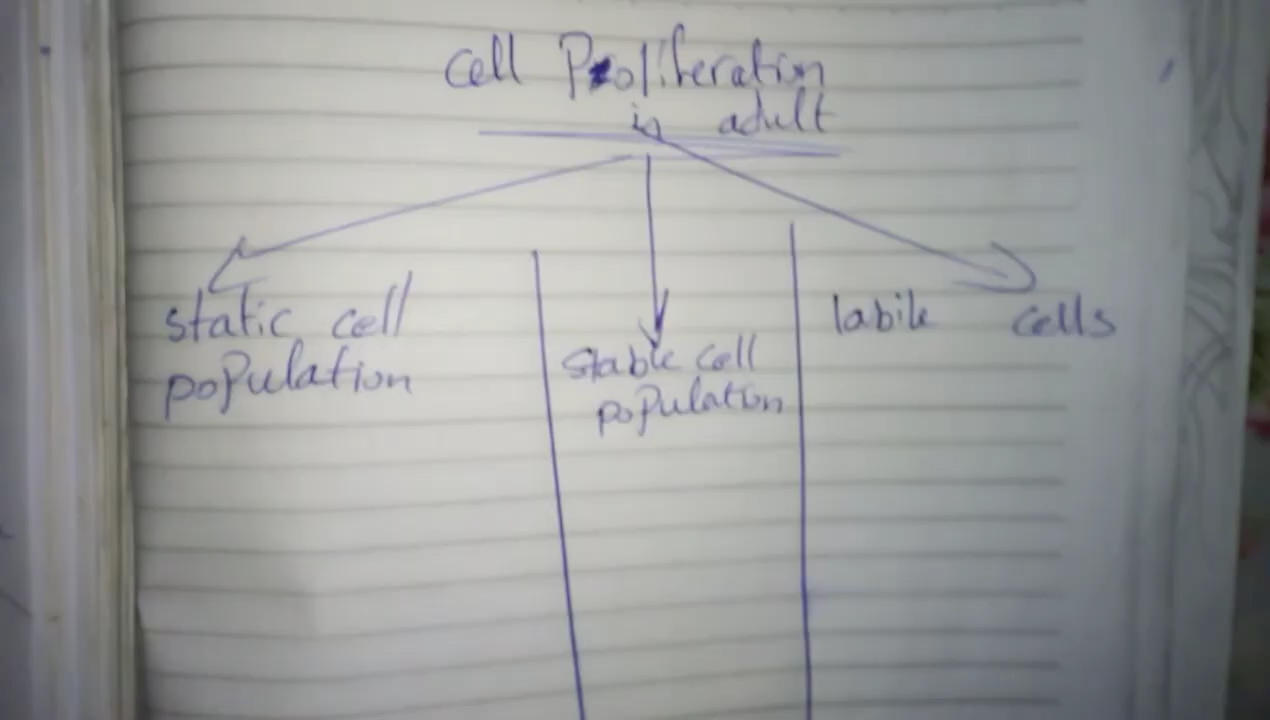 Cell Proliferation
in adult
static cell
population
stable cell
population
labile cells